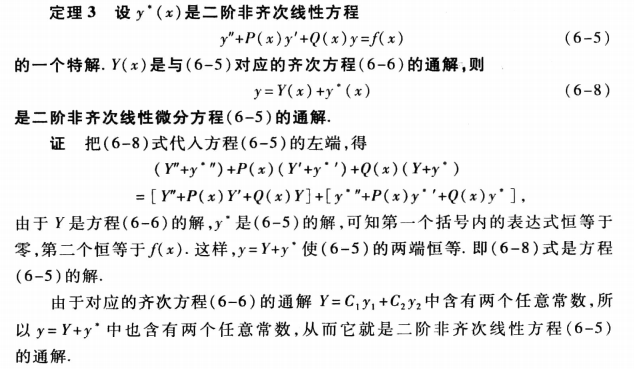 定理3 设 y*(x)是二阶非齐次线性方程
y″+P(x)y′+Q(x)y=f(x) (6-5)
的一个特解. Y(x)是与(6-5)对应的齐次方程(6-6)的通解,则
y=Y(x)+y*(x) (6-8)
是二阶非齐次线性微分方程(6-5)的通解.
证 把(6-8)式代入方程(6-5)的左端,得
(Y″+y*″)+P(x)(Y′+y*′)+Q(x)(Y+y*)
=[Y″+P(x)Y′+Q(x)Y]+[y*″+P(x)y*′+Q(x)y*],
由于 Y 是方程(6-6)的解,y*是(6-5)的解,可知第一个括号内的表达式恒等于
零,第二个恒等于f(x). 这样,y=Y+y*使(6-5)的两端恒等. 即(6-8)式是方程
(6-5)的解.
由于对应的齐次方程(6-6)的通解 Y=C₁y₁+C₂y₂中含有两个任意常数,所
以 y=Y+y*中也含有两个任意常数,从而它就是二阶非齐次线性方程(6-5)
的通解.